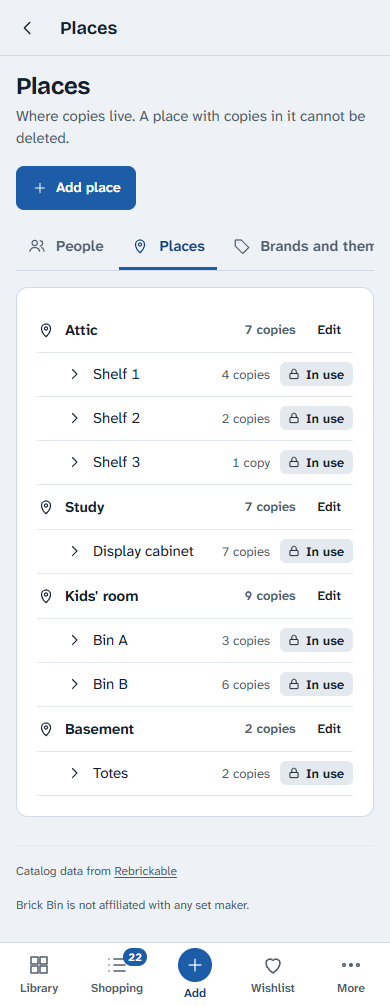 Places
Places
Where copies live. A place with copies in it cannot be
deleted.
Add place
People Places Brands and them
Attic 7 copies Edit
Shelf 1 4 copies In use
Shelf 2 2 copies In use
Shelf 3 1 copy In use
Study 7 copies Edit
Display cabinet 7 copies In use
Kids' room 9 copies Edit
Bin A 3 copies In use
Bin B 6 copies In use
Basement 2 copies Edit
Totes 2 copies In use
Catalog data from Rebrickable
Brick Bin is not affiliated with any set maker.
22
Library Shopping Add Wishlist More